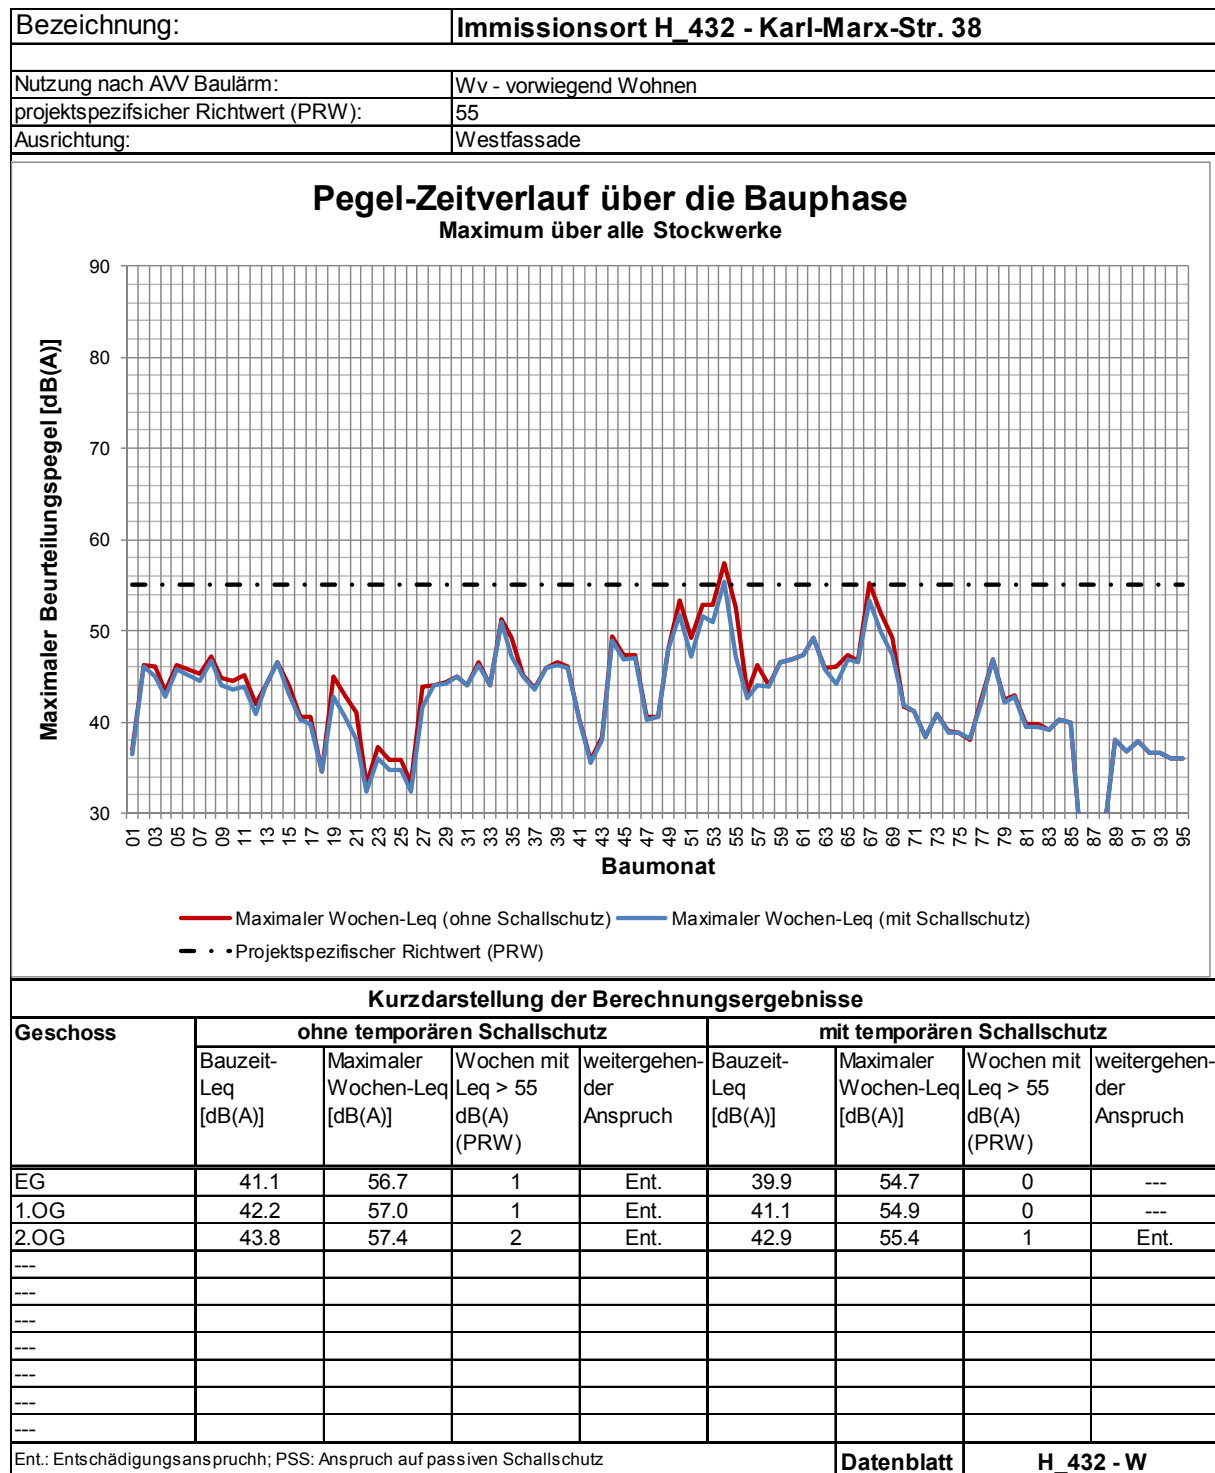 Bezeichnung: Immissionsort H_432 - Karl-Marx-Str. 38
Nutzung nach AVV Baulärm: Wv - vorwiegend Wohnen
projektspezifsicher Richtwert (PRW): 55
Ausrichtung: Westfassade
Pegel-Zeitverlauf über die Bauphase
Maximum über alle Stockwerke
Maximaler Beurteilungspegel [dB(A)]
90
80
70
60
50
40
30
01 03 05 07 09 11 13 15 17 19 21 23 25 27 29 31 33 35 37 39 41 43 45 47 49 51 53 55 57 59 61 63 65 67 69 71 73 75 77 79 81 83 85 87 89 91 93 95
Baumonat
Maximaler Wochen-Leq (ohne Schallschutz) Maximaler Wochen-Leq (mit Schallschutz)
Projektspezifischer Richtwert (PRW)
Kurzdarstellung der Berechnungsergebnisse
Geschoss ohne temporären Schallschutz mit temporären Schallschutz
Bauzeit- Maximaler Wochen mit weitergehen- Bauzeit- Maximaler Wochen mit weitergehen-
Leq Wochen-Leq Leq > 55 der Leq Wochen-Leq Leq > 55 der
[dB(A)] [dB(A)] dB(A) Anspruch [dB(A)] [dB(A)] dB(A) Anspruch
(PRW) (PRW)
EG 41.1 56.7 1 Ent. 39.9 54.7 0 ---
1.OG 42.2 57.0 1 Ent. 41.1 54.9 0 ---
2.OG 43.8 57.4 2 Ent. 42.9 55.4 1 Ent.
---
---
---
---
---
---
---
Ent.: Entschädigungsanspruchh; PSS: Anspruch auf passiven Schallschutz Datenblatt H_432 - W